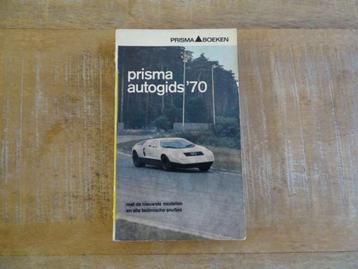 PRISMA BOEKEN
prisma
autogids '70
met de nieuwste modellen
en alle technische snufjes